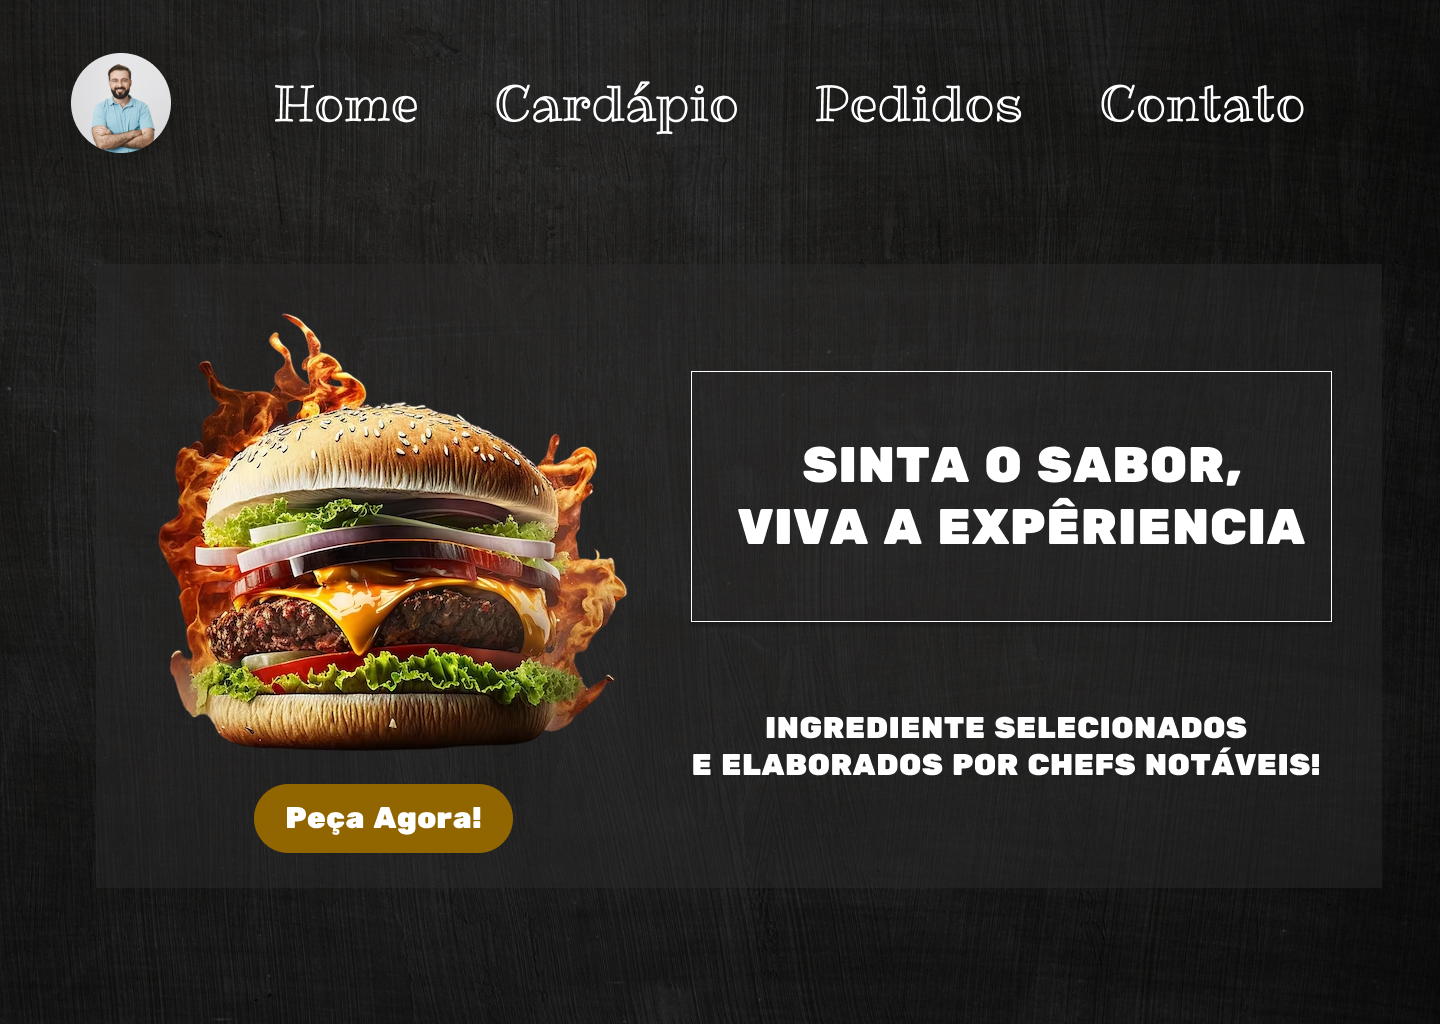 Home Cardápio Pedidos Contato
SINTA O SABOR,
VIVA A EXPÊRIENCIA
INGREDIENTE SELECIONADOS
E ELABORADOS POR CHEFS NOTÁVEIS!
Peça Agora!